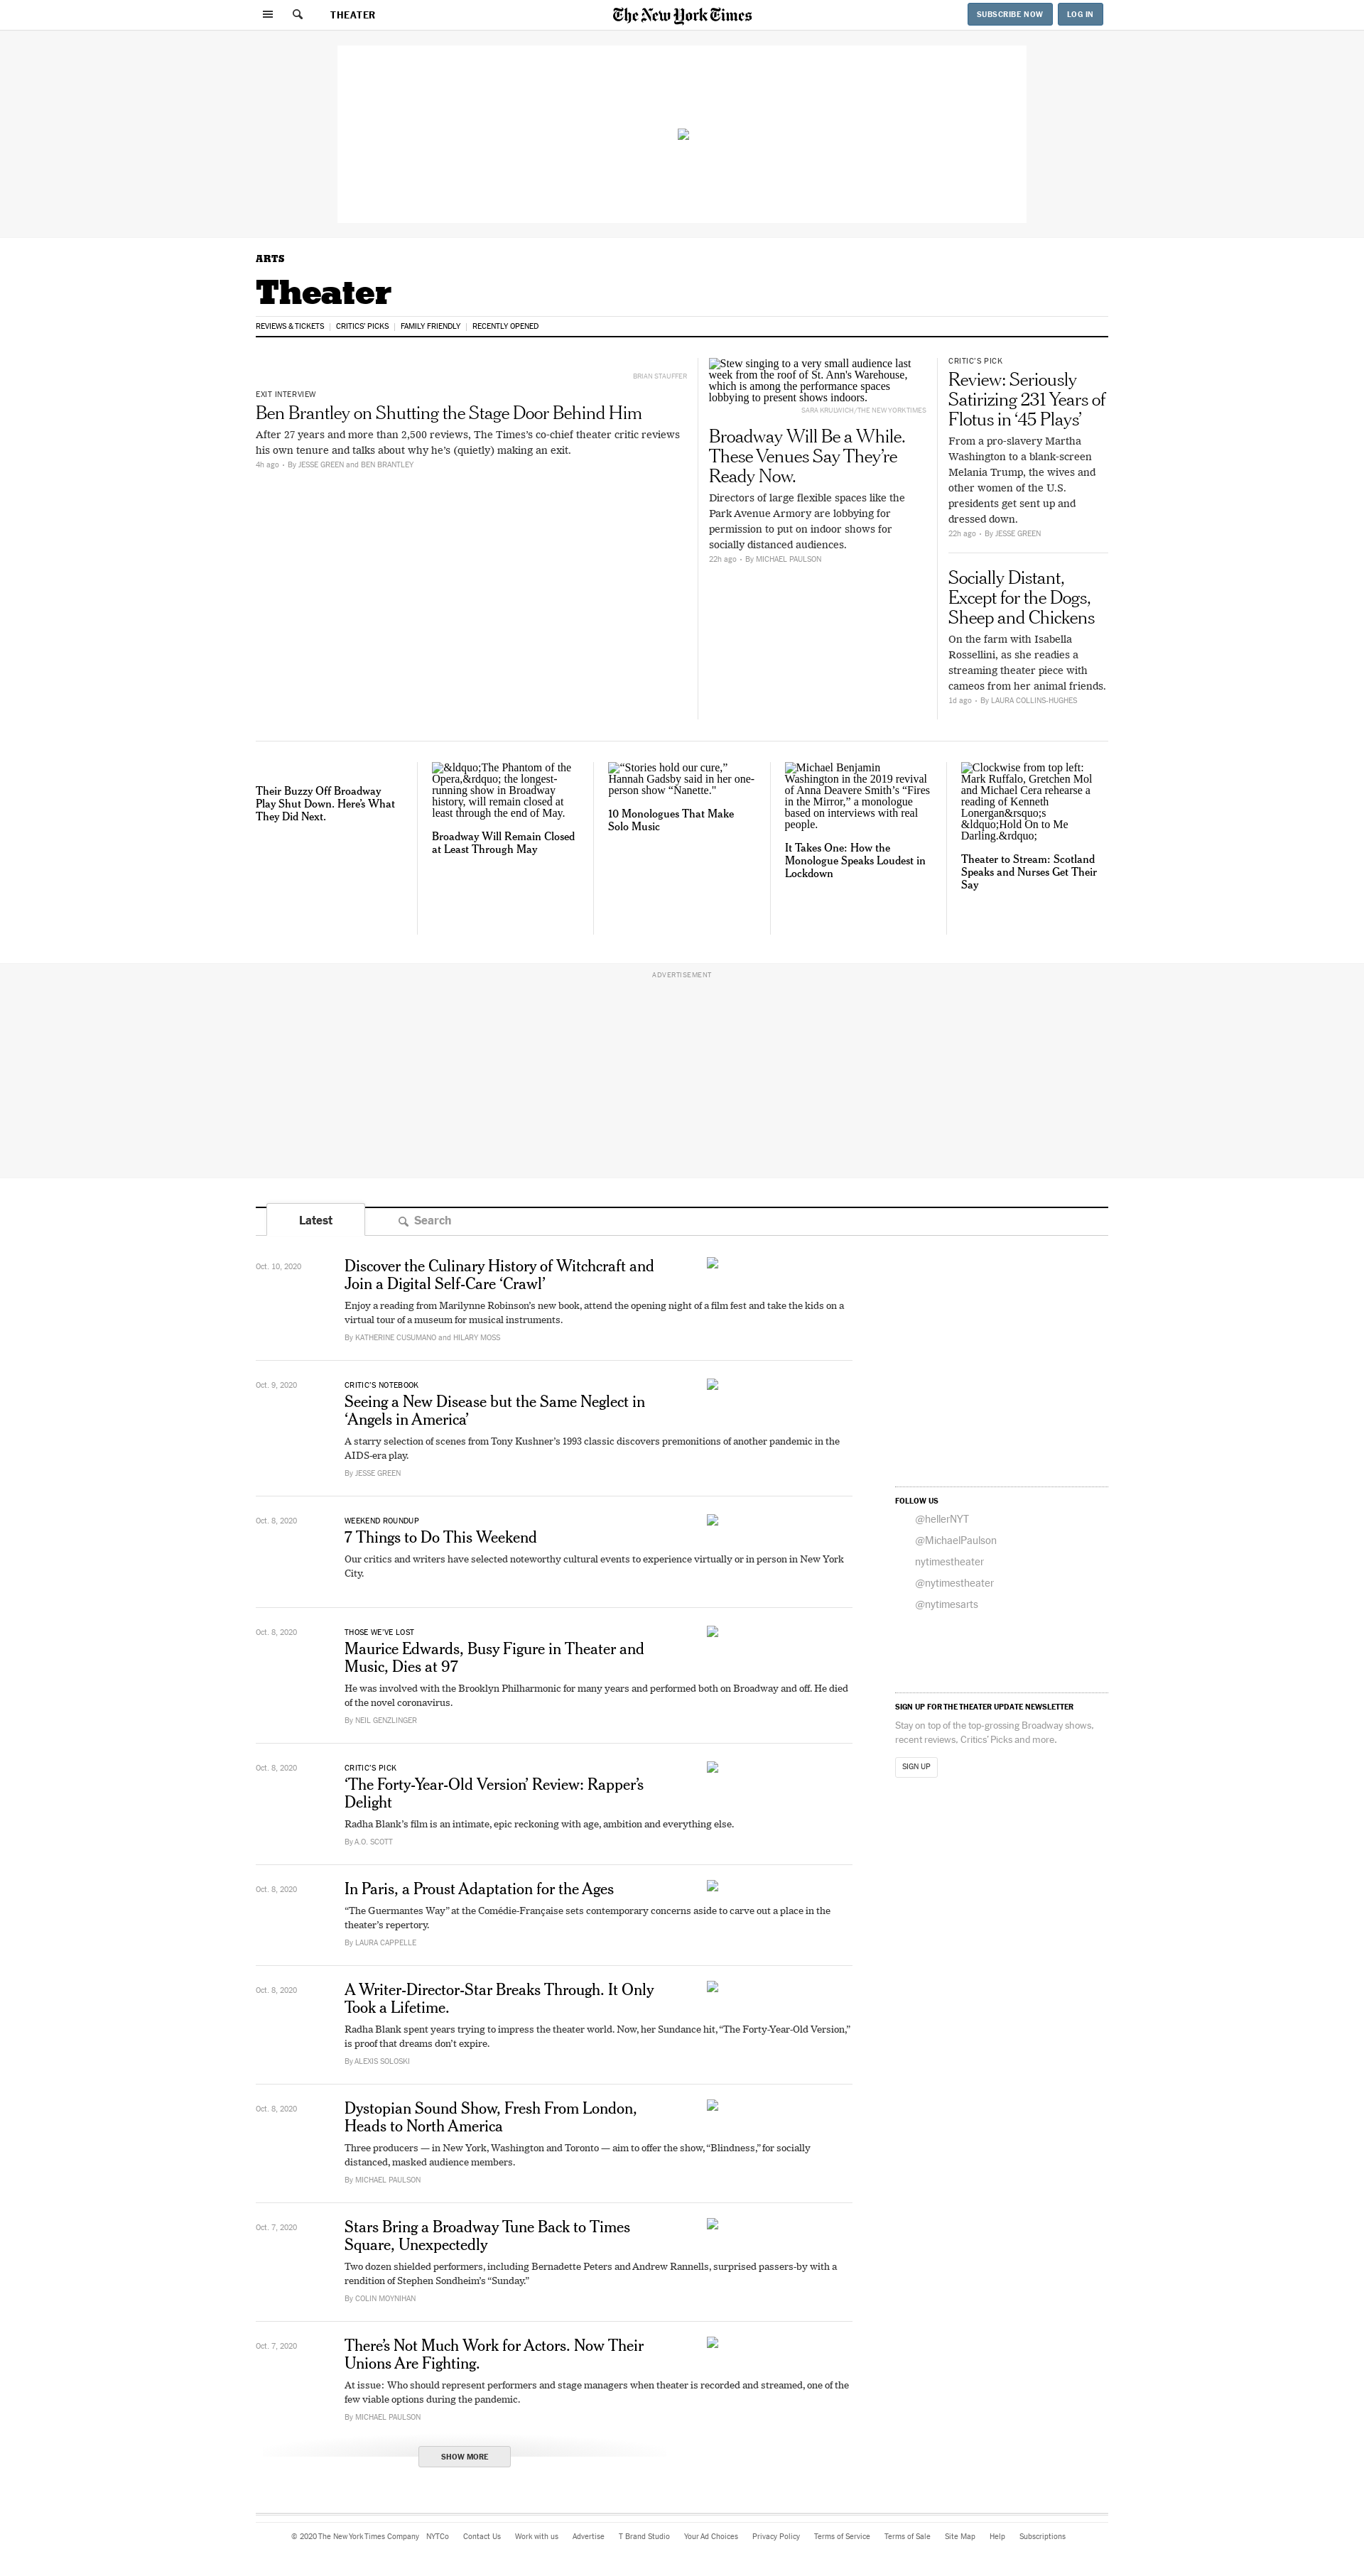 THEATER
The New York Times
SUBSCRIBE NOW
LOG IN
ARTS
Theater
REVIEWS & TICKETS
CRITICS' PICKS
FAMILY FRIENDLY
RECENTLY OPENED
BRIAN STAUFFER
EXIT INTERVIEW
Ben Brantley on Shutting the Stage Door Behind Him
After 27 years and more than 2,500 reviews, The Times’s co-chief theater critic reviews
his own tenure and talks about why he’s (quietly) making an exit.
4h ago • By JESSE GREEN and BEN BRANTLEY
Stew singing to a very small audience last
week from the roof of St. Ann's Warehouse,
which is among the performance spaces
lobbying to present shows indoors.
SARA KRULWICH/THE NEW YORK TIMES
Broadway Will Be a While.
These Venues Say They’re
Ready Now.
Directors of large flexible spaces like the
Park Avenue Armory are lobbying for
permission to put on indoor shows for
socially distanced audiences.
22h ago • By MICHAEL PAULSON
CRITIC’S PICK
Review: Seriously
Satirizing 231 Years of
Flotus in ‘45 Plays’
From a pro-slavery Martha
Washington to a blank-screen
Melania Trump, the wives and
other women of the U.S.
presidents get sent up and
dressed down.
22h ago • By JESSE GREEN
Socially Distant,
Except for the Dogs,
Sheep and Chickens
On the farm with Isabella
Rossellini, as she readies a
streaming theater piece with
cameos from her animal friends.
1d ago • By LAURA COLLINS-HUGHES
Their Buzzy Off Broadway
Play Shut Down. Here’s What
They Did Next.
&ldquo;The Phantom of the
Opera,&rdquo; the longest-
running show in Broadway
history, will remain closed at
least through the end of May.
Broadway Will Remain Closed
at Least Through May
“Stories hold our cure,”
Hannah Gadsby said in her one-
person show “Nanette."
10 Monologues That Make
Solo Music
Michael Benjamin
Washington in the 2019 revival
of Anna Deavere Smith’s “Fires
in the Mirror,” a monologue
based on interviews with real
people.
It Takes One: How the
Monologue Speaks Loudest in
Lockdown
Clockwise from top left:
Mark Ruffalo, Gretchen Mol
and Michael Cera rehearse a
reading of Kenneth
Lonergan&rsquo;s
&ldquo;Hold On to Me
Darling.&rdquo;
Theater to Stream: Scotland
Speaks and Nurses Get Their
Say
ADVERTISEMENT
Latest
Search
Oct. 10, 2020
Discover the Culinary History of Witchcraft and
Join a Digital Self-Care ‘Crawl’
Enjoy a reading from Marilynne Robinson’s new book, attend the opening night of a film fest and take the kids on a
virtual tour of a museum for musical instruments.
By KATHERINE CUSUMANO and HILARY MOSS
Oct. 9, 2020
CRITIC’S NOTEBOOK
Seeing a New Disease but the Same Neglect in
‘Angels in America’
A starry selection of scenes from Tony Kushner’s 1993 classic discovers premonitions of another pandemic in the
AIDS-era play.
By JESSE GREEN
Oct. 8, 2020
WEEKEND ROUNDUP
7 Things to Do This Weekend
Our critics and writers have selected noteworthy cultural events to experience virtually or in person in New York
City.
Oct. 8, 2020
THOSE WE’VE LOST
Maurice Edwards, Busy Figure in Theater and
Music, Dies at 97
He was involved with the Brooklyn Philharmonic for many years and performed both on Broadway and off. He died
of the novel coronavirus.
By NEIL GENZLINGER
Oct. 8, 2020
CRITIC’S PICK
‘The Forty-Year-Old Version’ Review: Rapper’s
Delight
Radha Blank’s film is an intimate, epic reckoning with age, ambition and everything else.
By A.O. SCOTT
Oct. 8, 2020
In Paris, a Proust Adaptation for the Ages
“The Guermantes Way” at the Comédie-Française sets contemporary concerns aside to carve out a place in the
theater’s repertory.
By LAURA CAPPELLE
Oct. 8, 2020
A Writer-Director-Star Breaks Through. It Only
Took a Lifetime.
Radha Blank spent years trying to impress the theater world. Now, her Sundance hit, “The Forty-Year-Old Version,”
is proof that dreams don’t expire.
By ALEXIS SOLOSKI
Oct. 8, 2020
Dystopian Sound Show, Fresh From London,
Heads to North America
Three producers — in New York, Washington and Toronto — aim to offer the show, “Blindness,” for socially
distanced, masked audience members.
By MICHAEL PAULSON
Oct. 7, 2020
Stars Bring a Broadway Tune Back to Times
Square, Unexpectedly
Two dozen shielded performers, including Bernadette Peters and Andrew Rannells, surprised passers-by with a
rendition of Stephen Sondheim’s “Sunday.”
By COLIN MOYNIHAN
Oct. 7, 2020
There’s Not Much Work for Actors. Now Their
Unions Are Fighting.
At issue: Who should represent performers and stage managers when theater is recorded and streamed, one of the
few viable options during the pandemic.
By MICHAEL PAULSON
SHOW MORE
FOLLOW US
@hellerNYT
@MichaelPaulson
nytimestheater
@nytimestheater
@nytimesarts
SIGN UP FOR THE THEATER UPDATE NEWSLETTER
Stay on top of the top-grossing Broadway shows,
recent reviews, Critics’ Picks and more.
SIGN UP
© 2020 The New York Times Company NYTCo Contact Us Work with us Advertise T Brand Studio Your Ad Choices Privacy Policy Terms of Service Terms of Sale Site Map Help Subscriptions